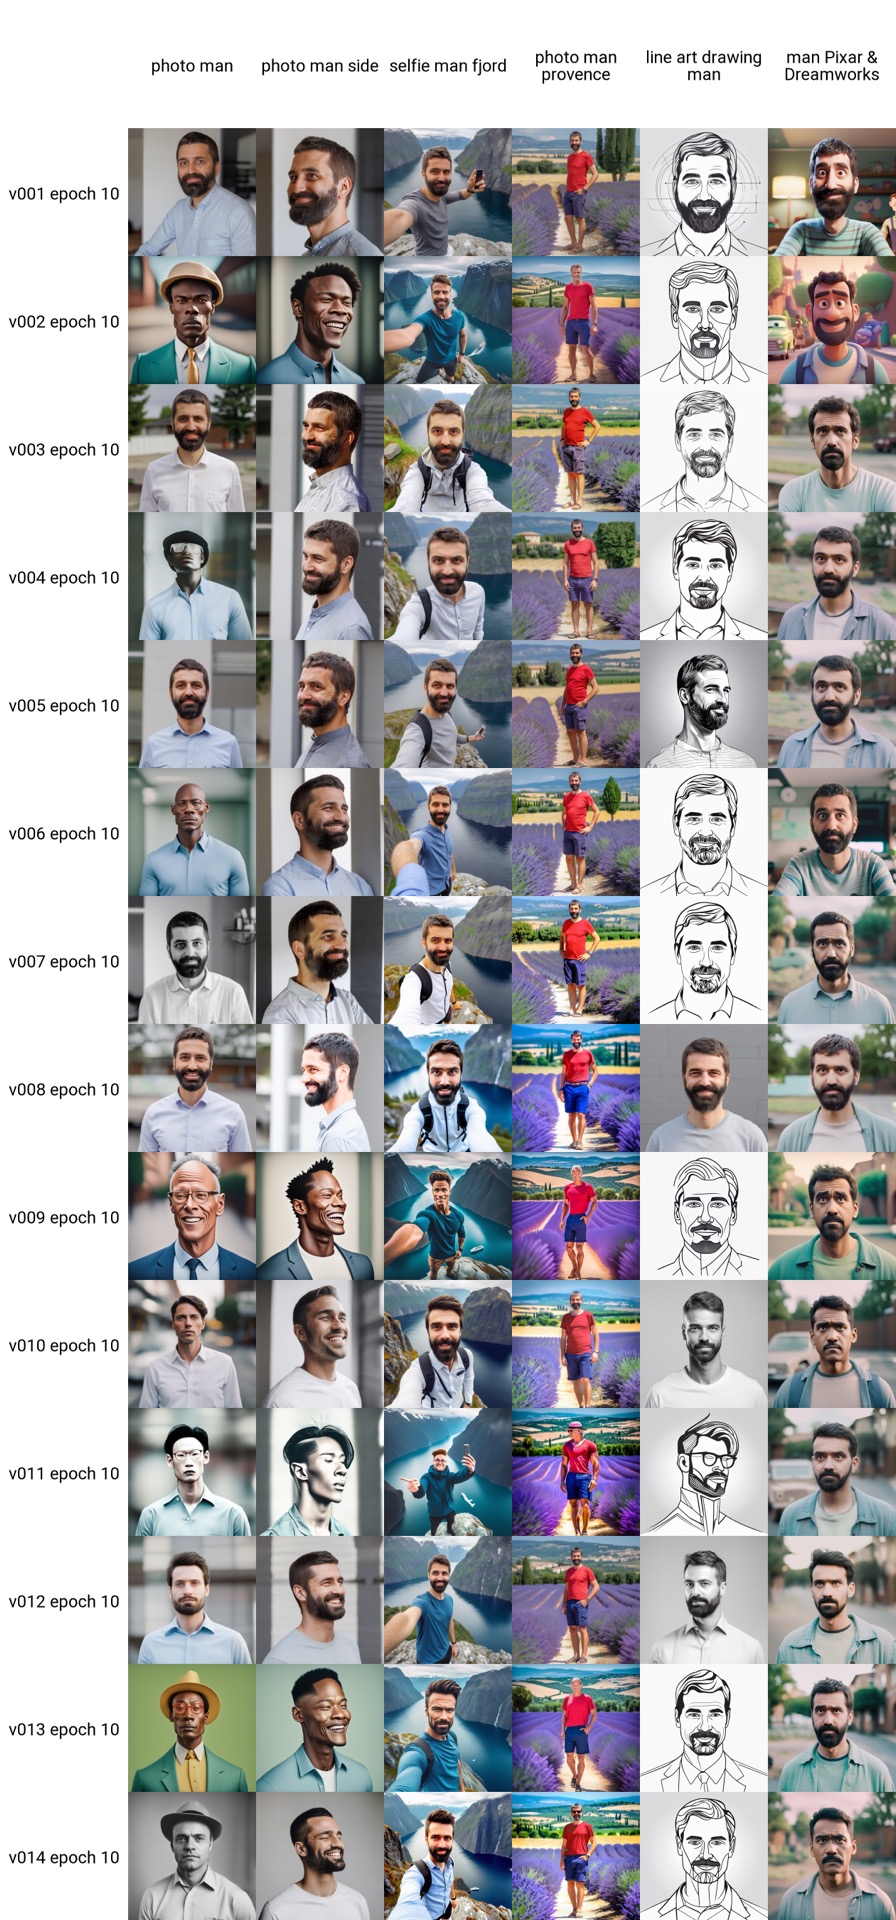 photo man
photo man side
selfie man fjord
photo man
provence
line art drawing
man
man Pixar &
Dreamworks
v001 epoch 10
v002 epoch 10
v003 epoch 10
v004 epoch 10
v005 epoch 10
v006 epoch 10
v007 epoch 10
v008 epoch 10
v009 epoch 10
v010 epoch 10
v011 epoch 10
v012 epoch 10
v013 epoch 10
v014 epoch 10